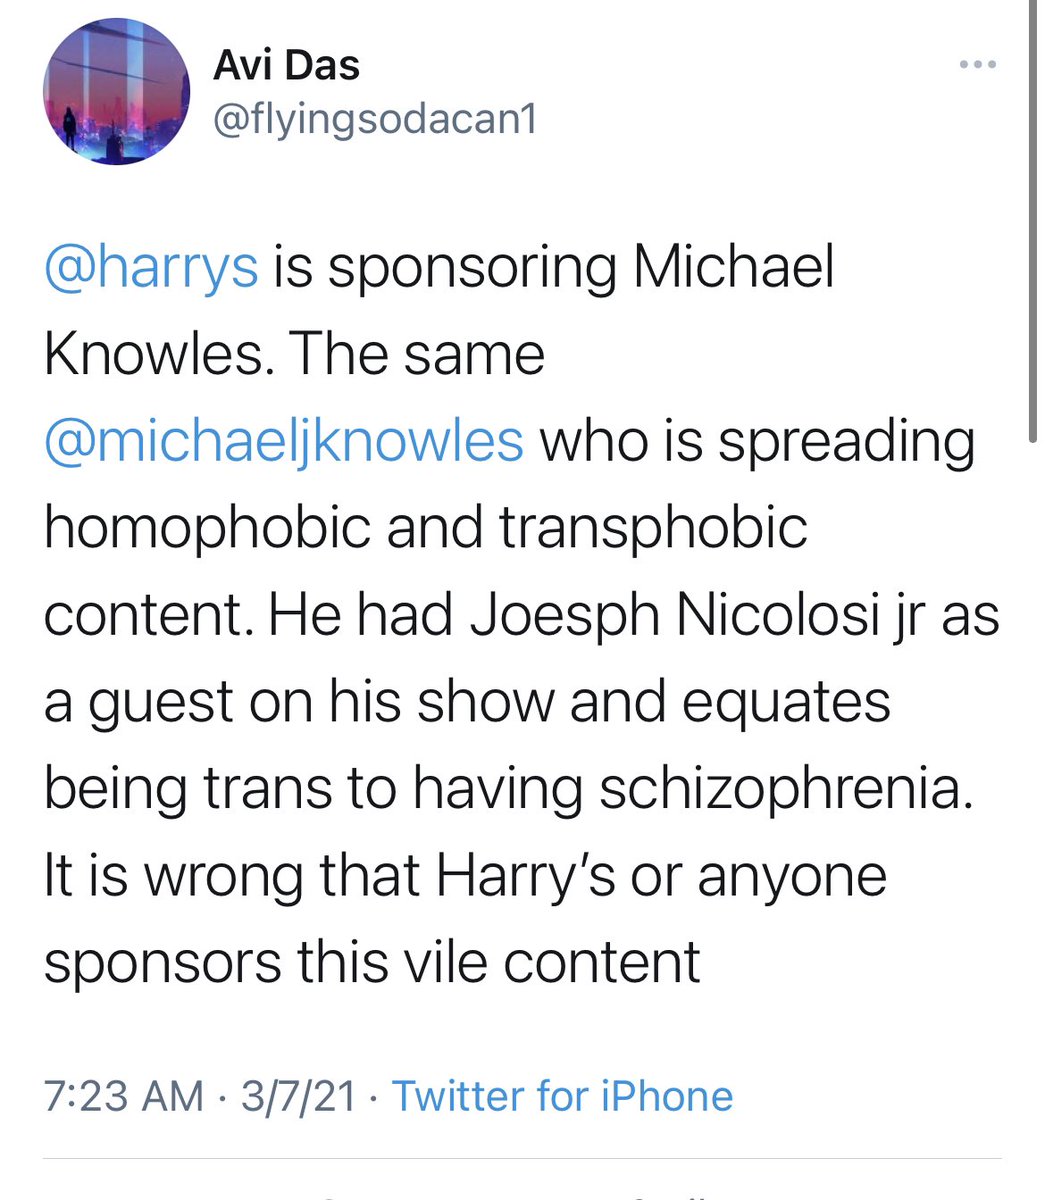 Avi Das
@flyingsodacan1
@harrys is sponsoring Michael
Knowles. The same
@michaeljknowles who is spreading
homophobic and transphobic
content. He had Joesph Nicolosi jr as
a guest on his show and equates
being trans to having schizophrenia.
It is wrong that Harry’s or anyone
sponsors this vile content
7:23 AM · 3/7/21 · Twitter for iPhone